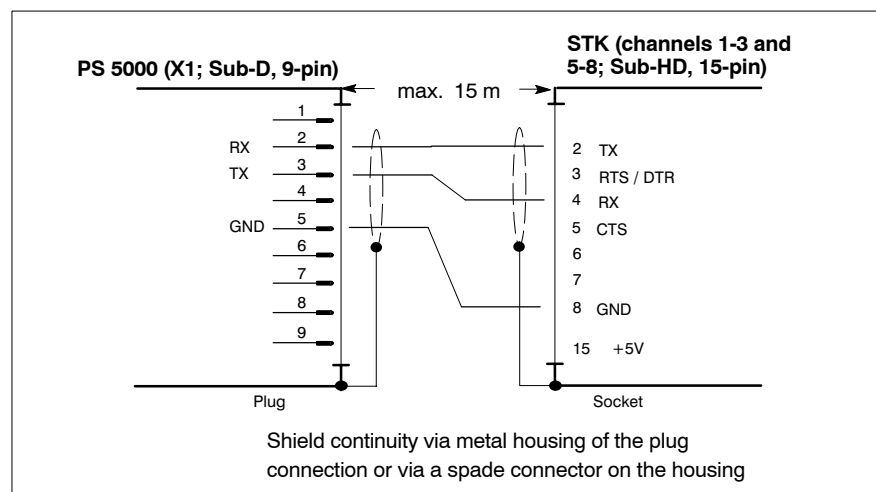 PS 5000 (X1; Sub-D, 9-pin)
STK (channels 1-3 and
5-8; Sub-HD, 15-pin)
max. 15 m
1
RX 2
TX 3
4
GND 5
6
7
8
9
2 TX
3 RTS / DTR
4 RX
5 CTS
6
7
8 GND
15 +5V
Plug
Socket
Shield continuity via metal housing of the plug
connection or via a spade connector on the housing